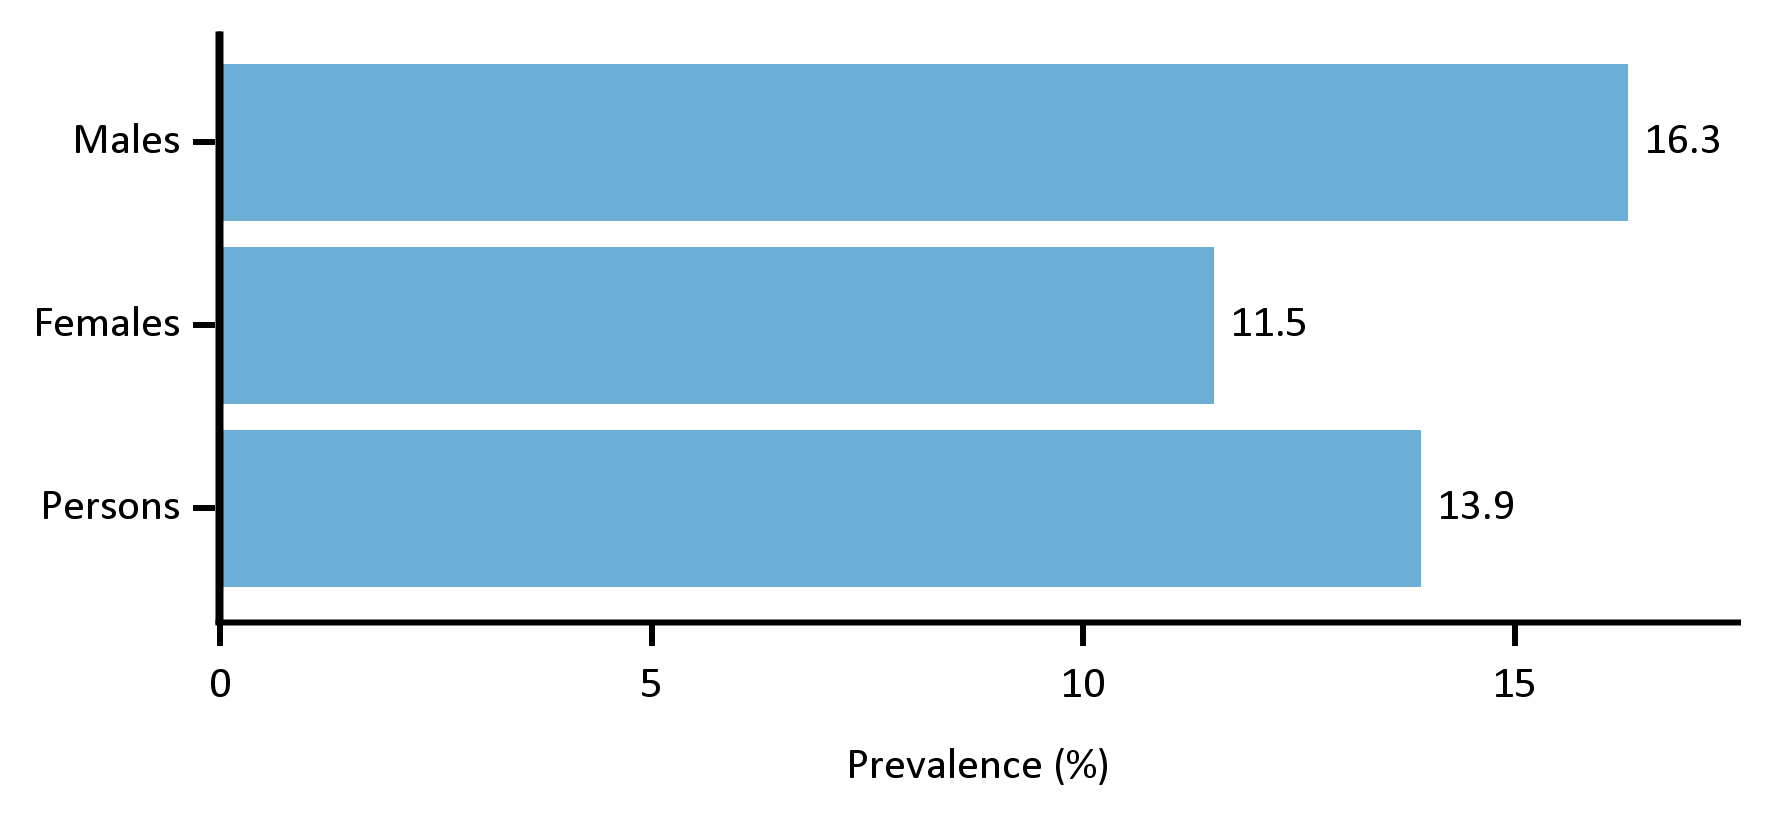 Males 16.3
Females 11.5
Persons 13.9
0 5 10 15
Prevalence (%)